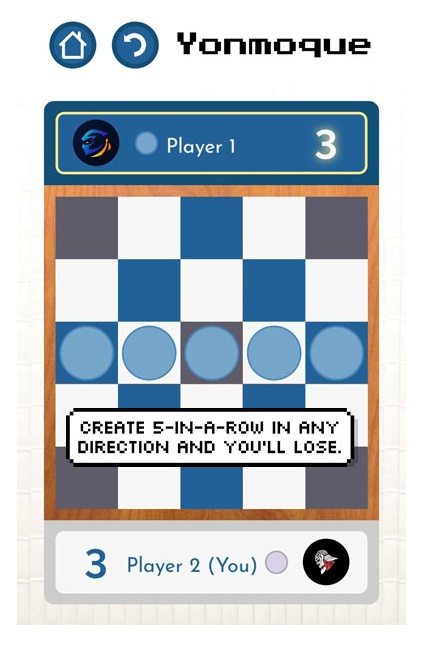 Yonmoque
Player 1
3
CREATE 5-IN-A-ROW IN ANY
DIRECTION AND YOU'LL LOSE.
3
Player 2 (You)